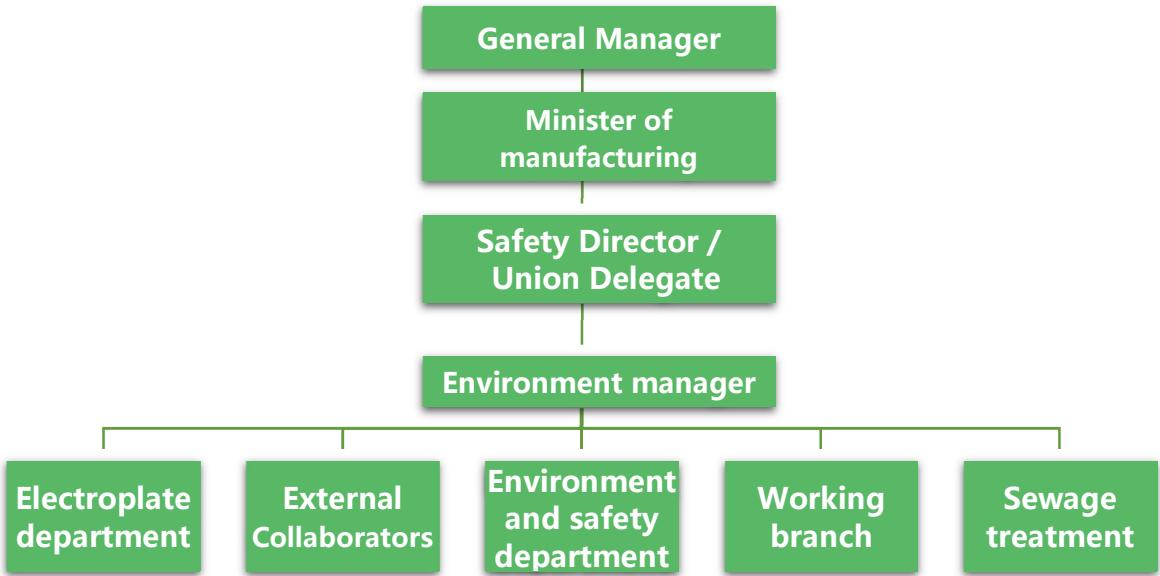 General Manager
Minister of
manufacturing
Safety Director /
Union Delegate
Environment manager
Electroplate
department
External
Collaborators
Environment
and safety
department
Working
branch
Sewage
treatment